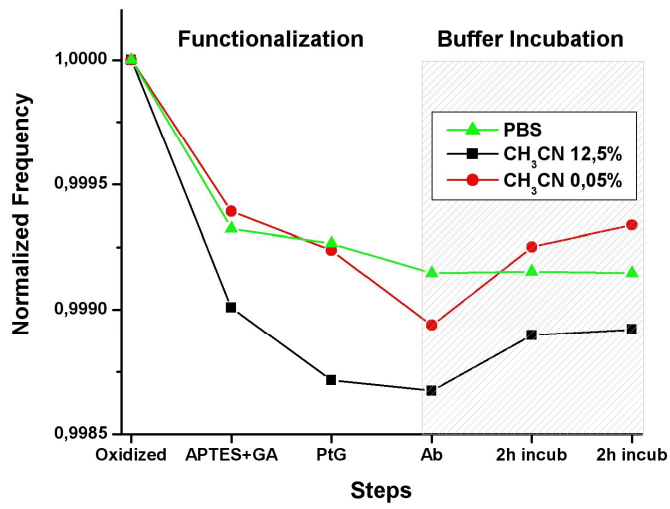 Functionalization Buffer Incubation
1,0000
0,9995
0,9990
0,9985
Normalized Frequency
PBS
CH₃CN 12,5%
CH₃CN 0,05%
Oxidized APTES+GA PtG Ab 2h incub 2h incub
Steps